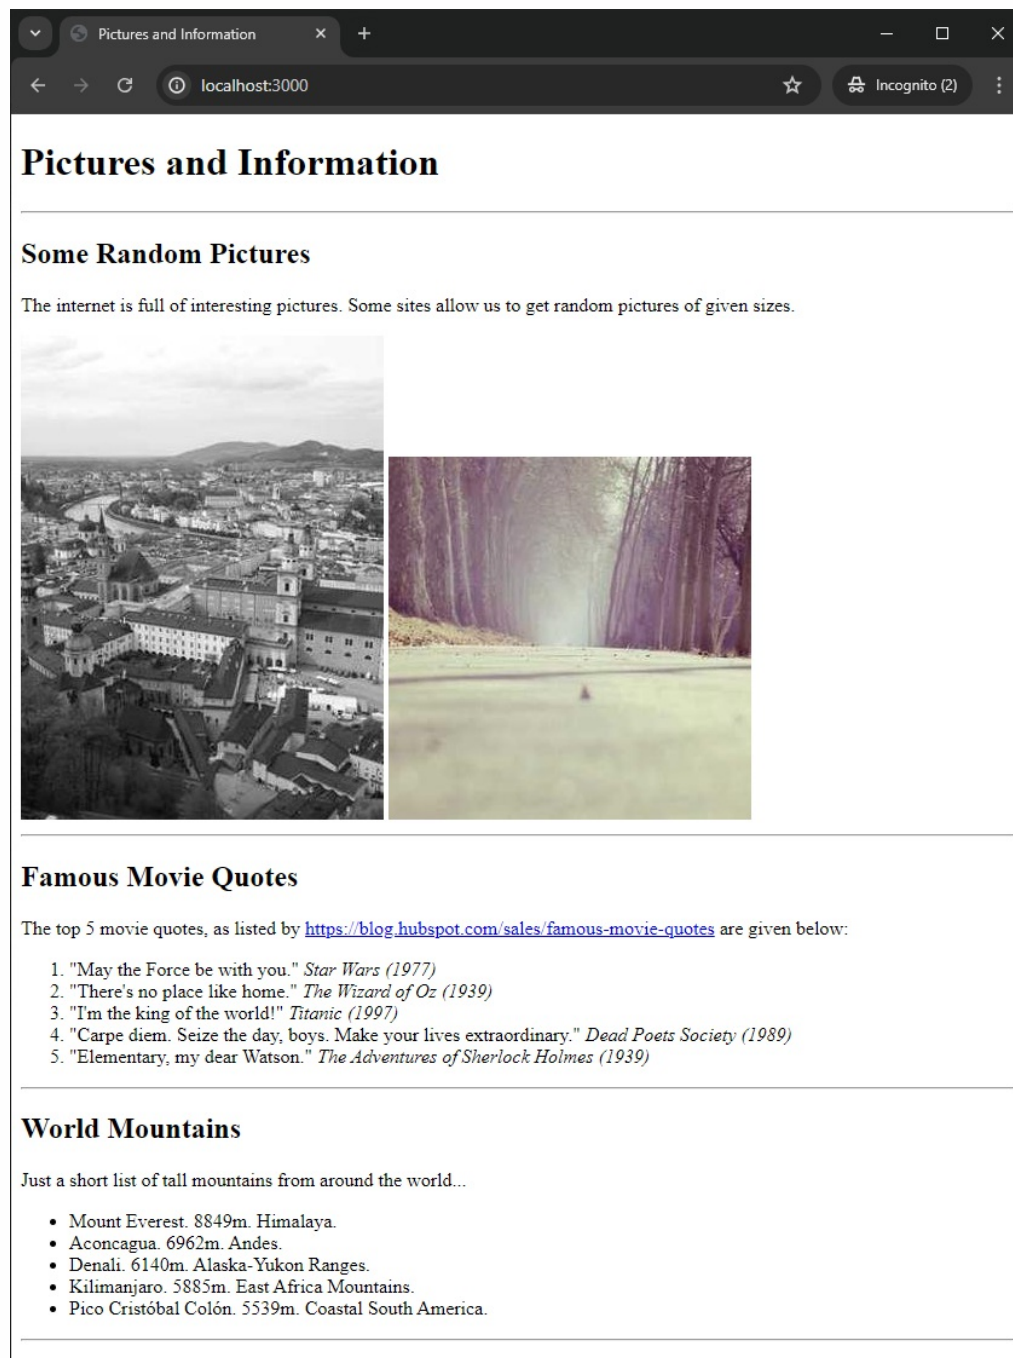 Pictures and Information
localhost:3000
Incognito (2)
Pictures and Information
Some Random Pictures
The internet is full of interesting pictures. Some sites allow us to get random pictures of given sizes.
Famous Movie Quotes
The top 5 movie quotes, as listed by https://blog.hubspot.com/sales/famous-movie-quotes are given below:
1. "May the Force be with you." Star Wars (1977)
2. "There's no place like home." The Wizard of Oz (1939)
3. "I'm the king of the world!" Titanic (1997)
4. "Carpe diem. Seize the day, boys. Make your lives extraordinary." Dead Poets Society (1989)
5. "Elementary, my dear Watson." The Adventures of Sherlock Holmes (1939)
World Mountains
Just a short list of tall mountains from around the world...
• Mount Everest. 8849m. Himalaya.
• Aconcagua. 6962m. Andes.
• Denali. 6140m. Alaska-Yukon Ranges.
• Kilimanjaro. 5885m. East Africa Mountains.
• Pico Cristóbal Colón. 5539m. Coastal South America.